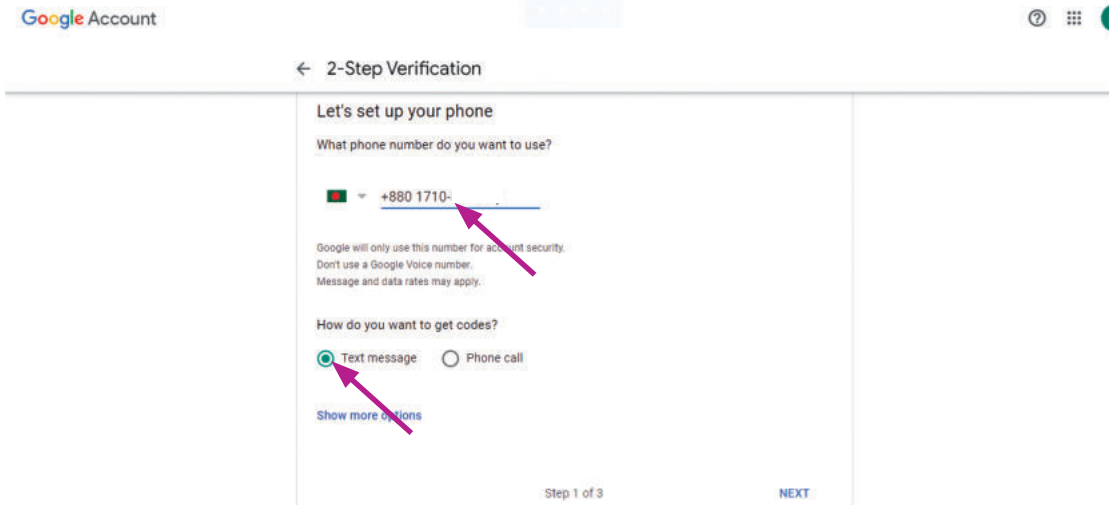 Google Account
2-Step Verification
Let's set up your phone
What phone number do you want to use?
+880 1710-
Google will only use this number for account security.
Don't use a Google Voice number.
Message and data rates may apply.
How do you want to get codes?
Text message Phone call
Show more options
Step 1 of 3 NEXT